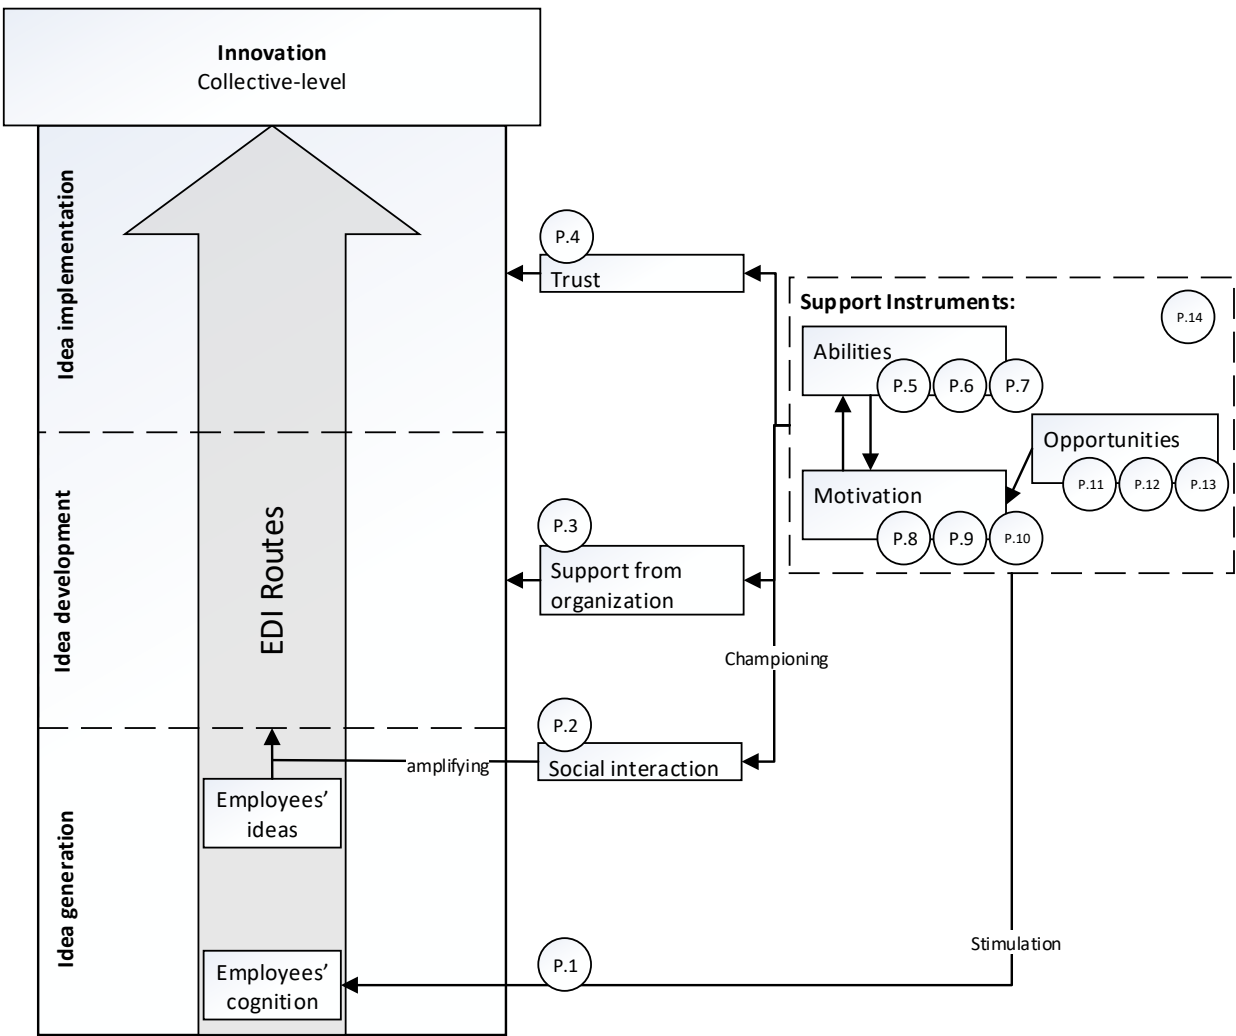 Innovation
Collective-level
Idea implementation
Idea development
Idea generation
EDI Routes
Employees’
ideas
Employees’
cognition
P.4
Trust
P.3
Support from
organization
P.2
Social interaction
amplifying
P.1
Championing
Stimulation
Support Instruments:
P.14
Abilities
P.5
P.6
P.7
Opportunities
P.11
P.12
P.13
Motivation
P.8
P.9
P.10